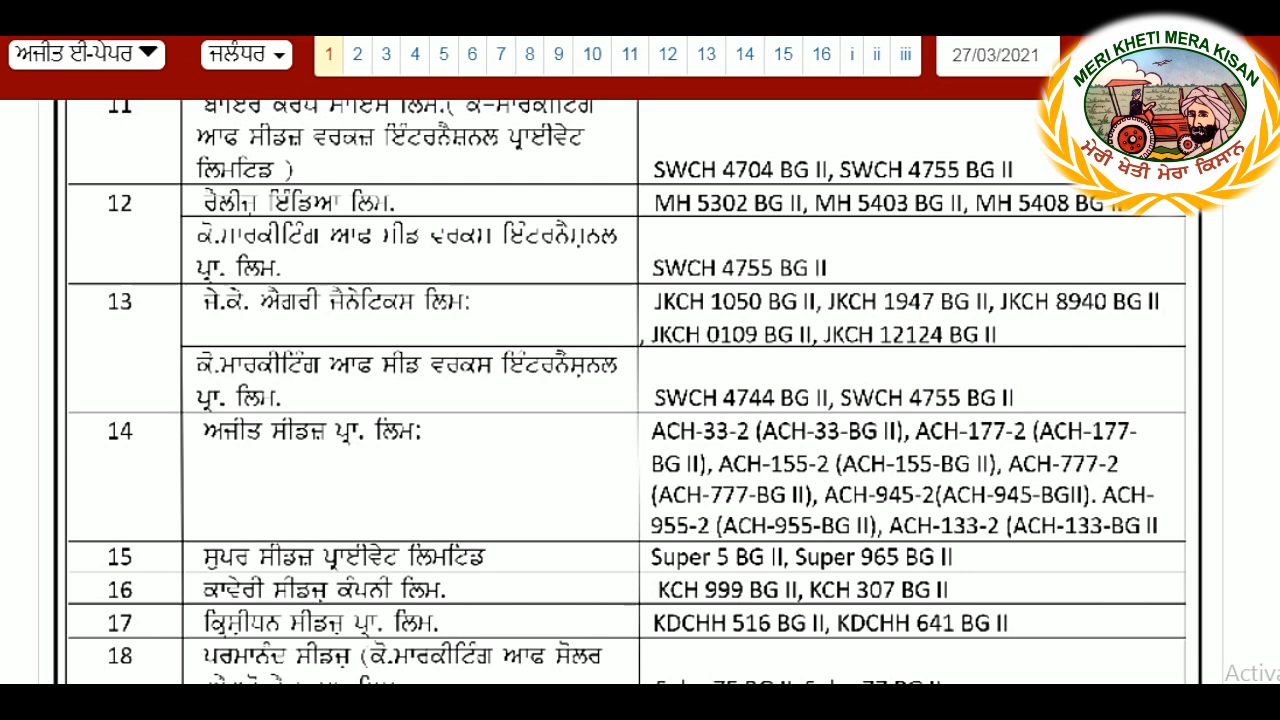 ਅਜੀਤ ਈ-ਪੇਪਰ
ਜਲੰਧਰ
1 2 3 4 5 6 7 8 9 10 11 12 13 14 15 16 i ii iii
27/03/2021
MERI KHETI MERA KISAN
ਮੇਰੀ ਖੇਤੀ ਮੇਰਾ ਕਿਸਾਨ
11 ਬਾਇਰ ਕਰਾਪ ਸਾਇੰਸ ਲਿਮ.( ਕੋ-ਮਾਰਕੀਟਿੰਗ
ਆਫ ਸੀਡਜ਼ ਵਰਕਜ਼ ਇੰਟਰਨੈਸ਼ਨਲ ਪ੍ਰਾਈਵੇਟ
ਲਿਮਟਿਡ ) SWCH 4704 BG II, SWCH 4755 BG II
12 ਰੈਲੀਜ਼ ਇੰਡਿਆ ਲਿਮ. MH 5302 BG II, MH 5403 BG II, MH 5408 BG II
ਕੋ.ਮਾਰਕੀਟਿੰਗ ਆਫ ਸੀਡ ਵਰਕਸ ਇੰਟਰਨੈਸ਼ਨਲ
ਪ੍ਰਾ. ਲਿਮ. SWCH 4755 BG II
13 ਜੇ.ਕੇ. ਐਗਰੀ ਜੈਨੇਟਿਕਸ ਲਿਮ: JKCH 1050 BG II, JKCH 1947 BG II, JKCH 8940 BG II
, JKCH 0109 BG II, JKCH 12124 BG II
ਕੋ.ਮਾਰਕੀਟਿੰਗ ਆਫ ਸੀਡ ਵਰਕਸ ਇੰਟਰਨੈਸ਼ਨਲ
ਪ੍ਰਾ. ਲਿਮ. SWCH 4744 BG II, SWCH 4755 BG II
14 ਅਜੀਤ ਸੀਡਜ਼ ਪ੍ਰਾ. ਲਿਮ: ACH-33-2 (ACH-33-BG II), ACH-177-2 (ACH-177-
BG II), ACH-155-2 (ACH-155-BG II), ACH-777-2
(ACH-777-BG II), ACH-945-2(ACH-945-BGII). ACH-
955-2 (ACH-955-BG II), ACH-133-2 (ACH-133-BG II
15 ਸੁਪਰ ਸੀਡਜ਼ ਪ੍ਰਾਈਵੇਟ ਲਿਮਟਿਡ Super 5 BG II, Super 965 BG II
16 ਕਾਵੇਰੀ ਸੀਡਜ਼ ਕੰਪਨੀ ਲਿਮ. KCH 999 BG II, KCH 307 BG II
17 ਕ੍ਰਿਸ਼ੀਧਨ ਸੀਡਜ਼ ਪ੍ਰਾ. ਲਿਮ. KDCHH 516 BG II, KDCHH 641 BG II
18 ਪਰਮਾਨੰਦ ਸੀਡਜ਼ (ਕੋ.ਮਾਰਕੀਟਿੰਗ ਆਫ ਸੋਲਰ
Activa